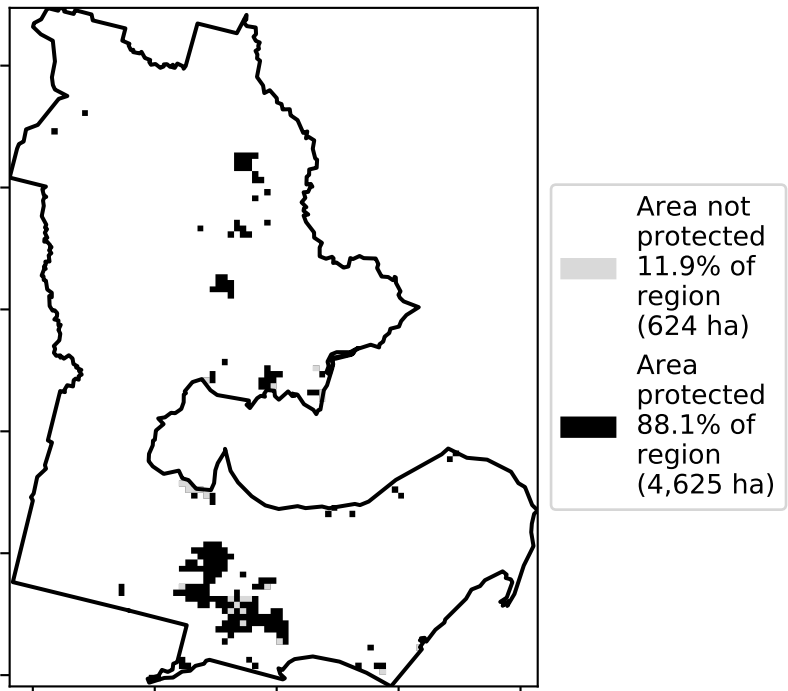 Area not
protected
11.9% of
region
(624 ha)
Area
protected
88.1% of
region
(4,625 ha)